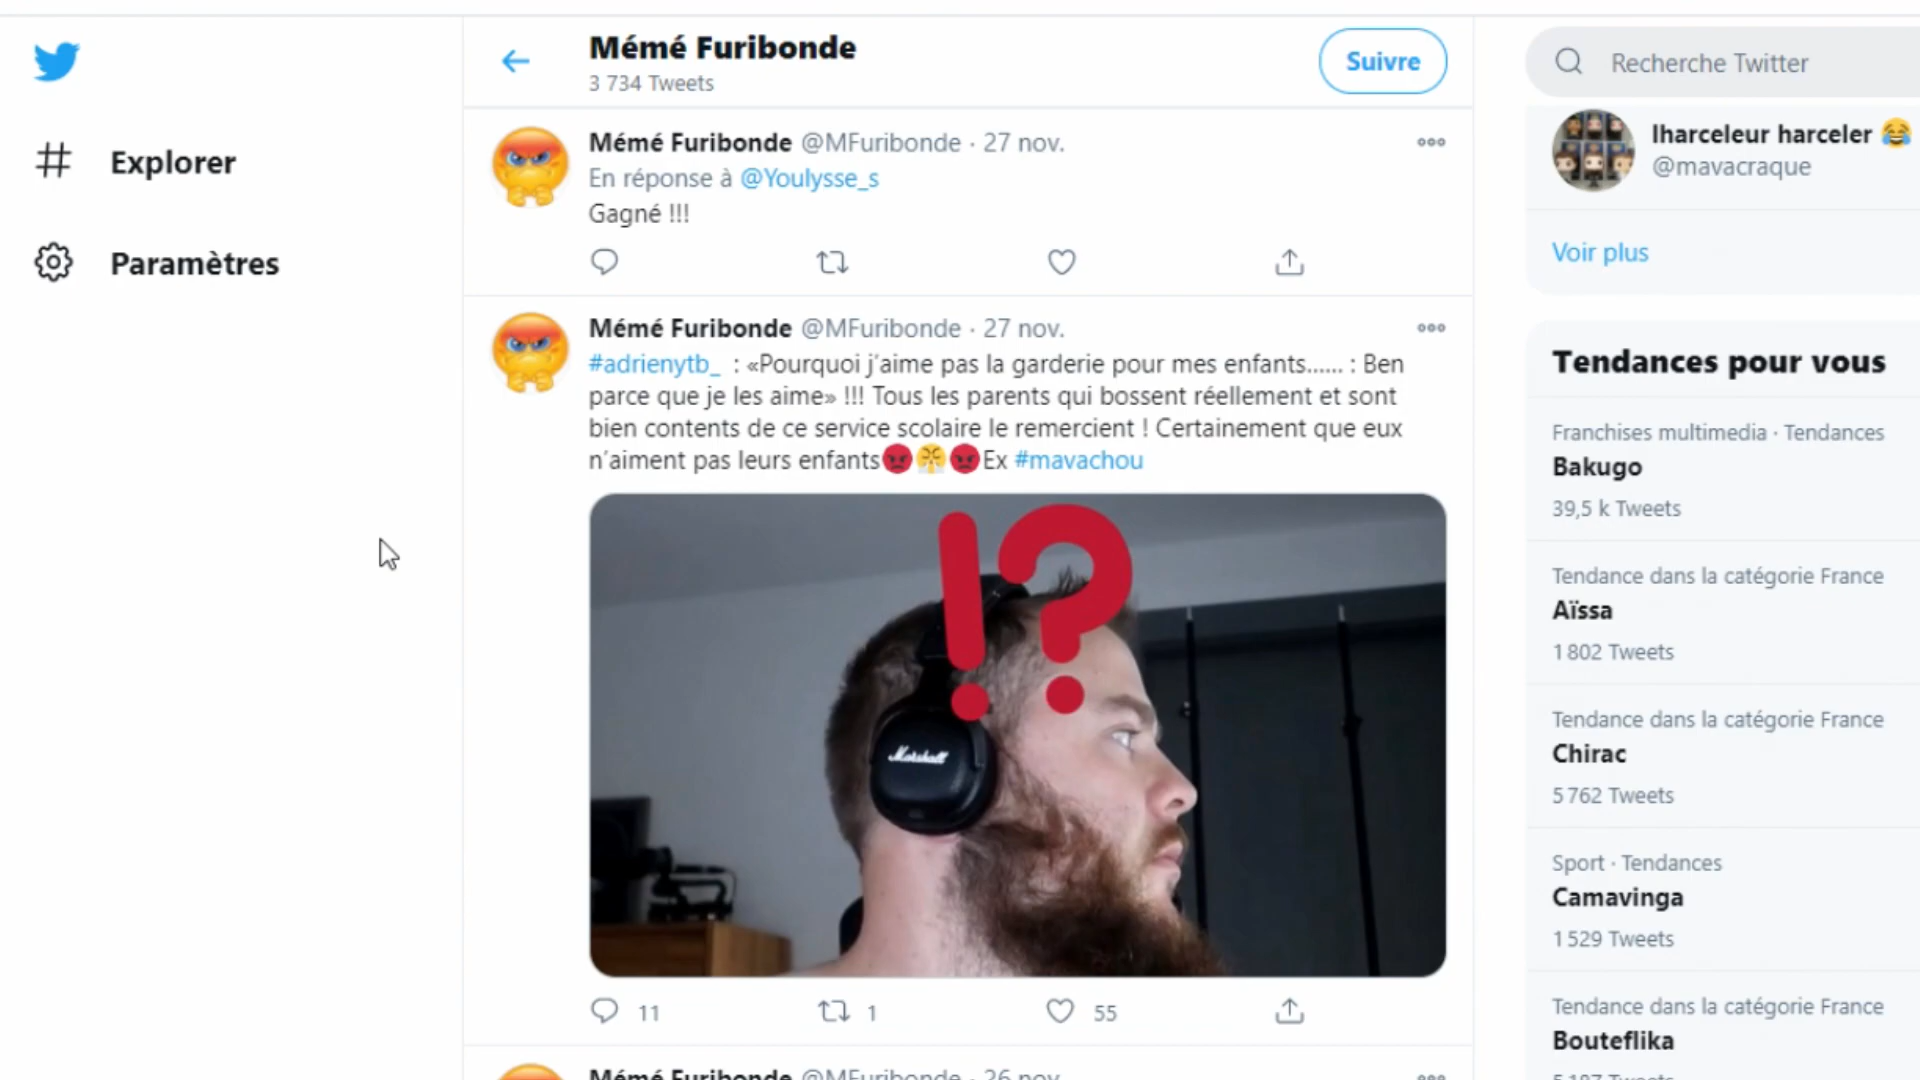 Mémé Furibonde
3 734 Tweets
Suivre
Recherche Twitter
Explorer
Paramètres
Mémé Furibonde @MFuribonde · 27 nov.
En réponse à @Youlysse_s
Gagné !!!
Mémé Furibonde @MFuribonde · 27 nov.
#adrienytb_ : «Pourquoi j'aime pas la garderie pour mes enfants...... : Ben
parce que je les aime» !!! Tous les parents qui bossent réellement et sont
bien contents de ce service scolaire le remercient ! Certainement que eux
n'aiment pas leurs enfants😡😤😡Ex #mavachou
!?
Marshall
11
1
55
Mémé Furibonde @MFuribonde · 26 nov.
lharceleur harceler 😂
@mavacraque
Voir plus
Tendances pour vous
Franchises multimedia · Tendances
Bakugo
39,5 k Tweets
Tendance dans la catégorie France
Aïssa
1 802 Tweets
Tendance dans la catégorie France
Chirac
5 762 Tweets
Sport · Tendances
Camavinga
1 529 Tweets
Tendance dans la catégorie France
Bouteflika
5 187 Tweets